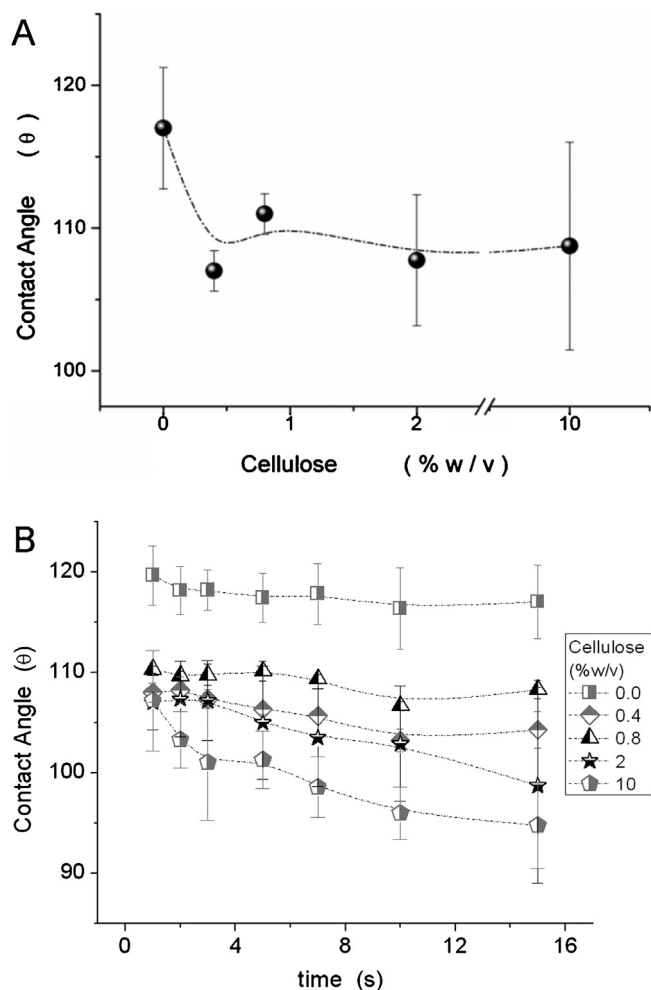 A
120
110
100
Contact Angle ( θ )
0 1 2 10
Cellulose ( % w / v )
B
120
110
100
90
Contact Angle (θ)
Cellulose
(%w/v)
0.0
0.4
0.8
2
10
0 4 8 12 16
time (s)